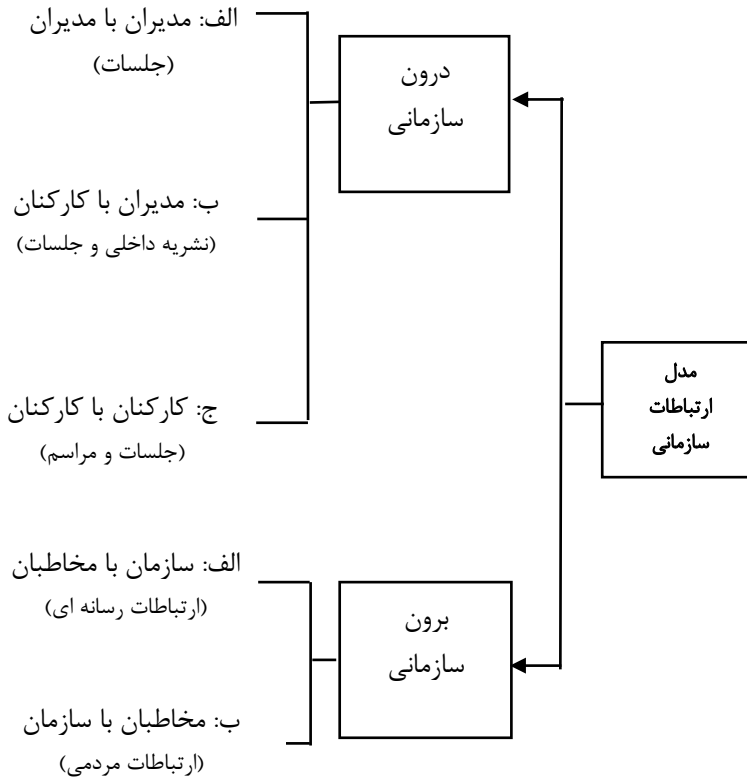 مدل
ارتباطات
سازمانی
درون
سازمانی
الف: مدیران با مدیران
(جلسات)
ب: مدیران با کارکنان
(نشریه داخلی و جلسات)
ج: کارکنان با کارکنان
(جلسات و مراسم)
برون
سازمانی
الف: سازمان با مخاطبان
(ارتباطات رسانه ای)
ب: مخاطبان با سازمان
(ارتباطات مردمی)